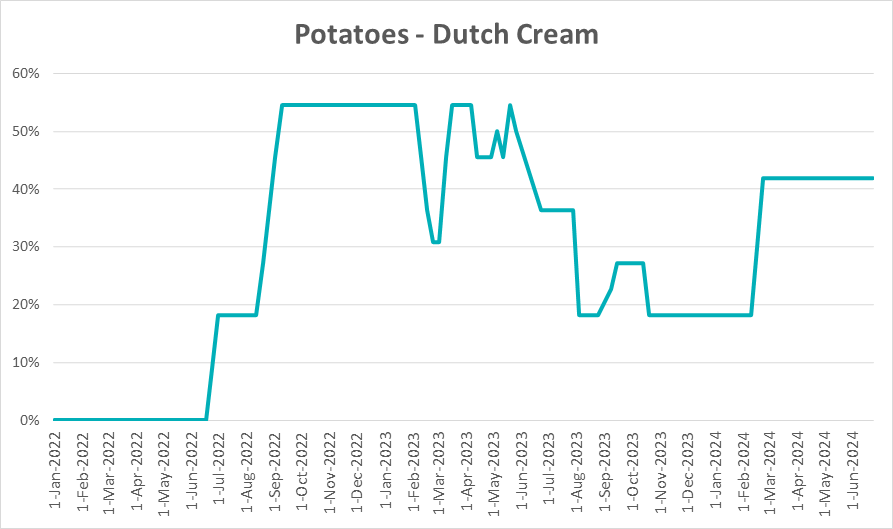 Potatoes - Dutch Cream
60%
50%
40%
30%
20%
10%
0%
1-Jan-2022
1-Feb-2022
1-Mar-2022
1-Apr-2022
1-May-2022
1-Jun-2022
1-Jul-2022
1-Aug-2022
1-Sep-2022
1-Oct-2022
1-Nov-2022
1-Dec-2022
1-Jan-2023
1-Feb-2023
1-Mar-2023
1-Apr-2023
1-May-2023
1-Jun-2023
1-Jul-2023
1-Aug-2023
1-Sep-2023
1-Oct-2023
1-Nov-2023
1-Dec-2023
1-Jan-2024
1-Feb-2024
1-Mar-2024
1-Apr-2024
1-May-2024
1-Jun-2024